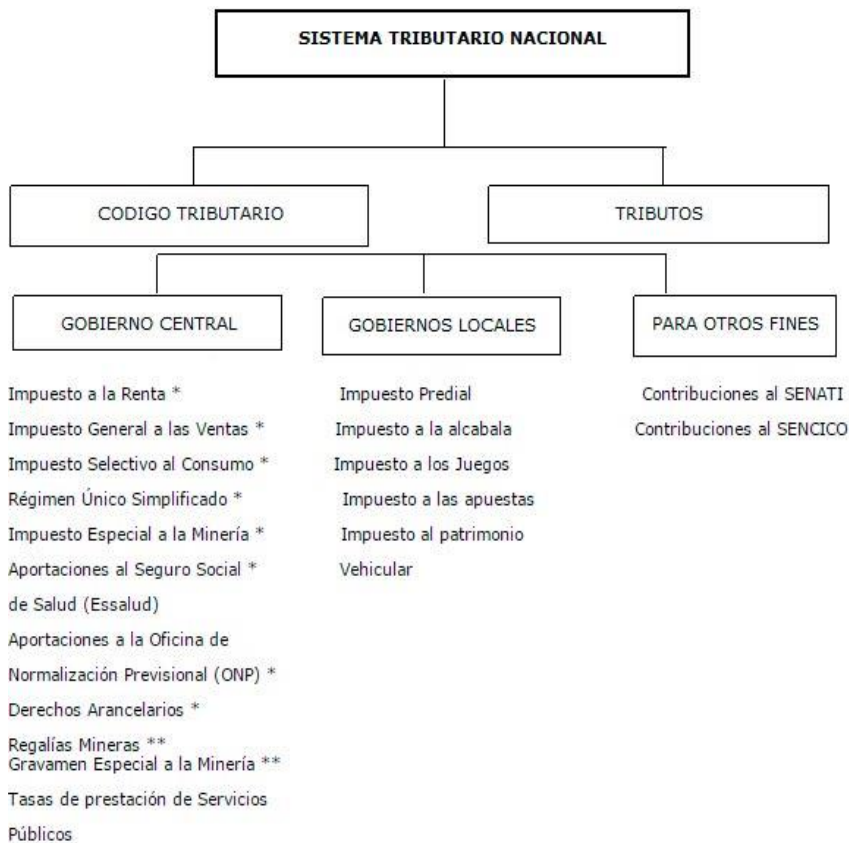 SISTEMA TRIBUTARIO NACIONAL
CODIGO TRIBUTARIO
TRIBUTOS
GOBIERNO CENTRAL
GOBIERNOS LOCALES
PARA OTROS FINES
Impuesto a la Renta *
Impuesto General a las Ventas *
Impuesto Selectivo al Consumo *
Régimen Único Simplificado *
Impuesto Especial a la Minería *
Aportaciones al Seguro Social *
de Salud (Essalud)
Aportaciones a la Oficina de
Normalización Previsional (ONP) *
Derechos Arancelarios *
Regalías Mineras **
Gravamen Especial a la Minería **
Tasas de prestación de Servicios
Públicos
Impuesto Predial
Impuesto a la alcabala
Impuesto a los Juegos
Impuesto a las apuestas
Impuesto al patrimonio
Vehicular
Contribuciones al SENATI
Contribuciones al SENCICO